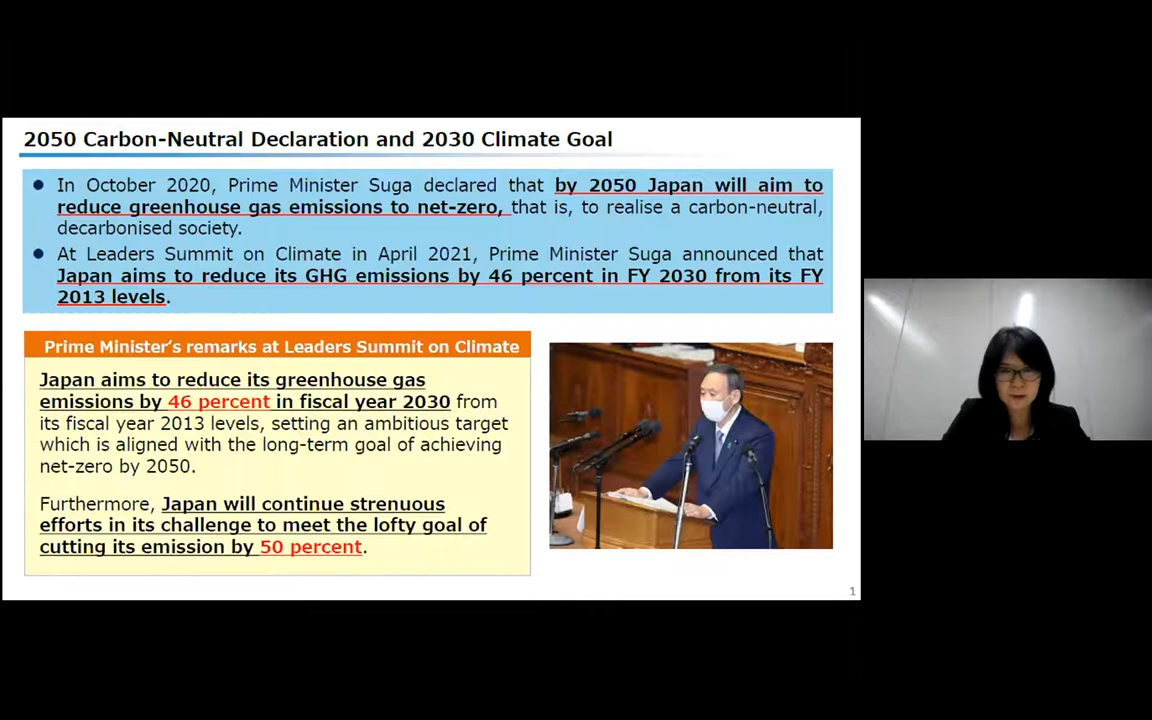 2050 Carbon-Neutral Declaration and 2030 Climate Goal
● In October 2020, Prime Minister Suga declared that by 2050 Japan will aim to
reduce greenhouse gas emissions to net-zero, that is, to realise a carbon-neutral,
decarbonised society.
● At Leaders Summit on Climate in April 2021, Prime Minister Suga announced that
Japan aims to reduce its GHG emissions by 46 percent in FY 2030 from its FY
2013 levels.
Prime Minister's remarks at Leaders Summit on Climate
Japan aims to reduce its greenhouse gas
emissions by 46 percent in fiscal year 2030 from
its fiscal year 2013 levels, setting an ambitious target
which is aligned with the long-term goal of achieving
net-zero by 2050.
Furthermore, Japan will continue strenuous
efforts in its challenge to meet the lofty goal of
cutting its emission by 50 percent.
1